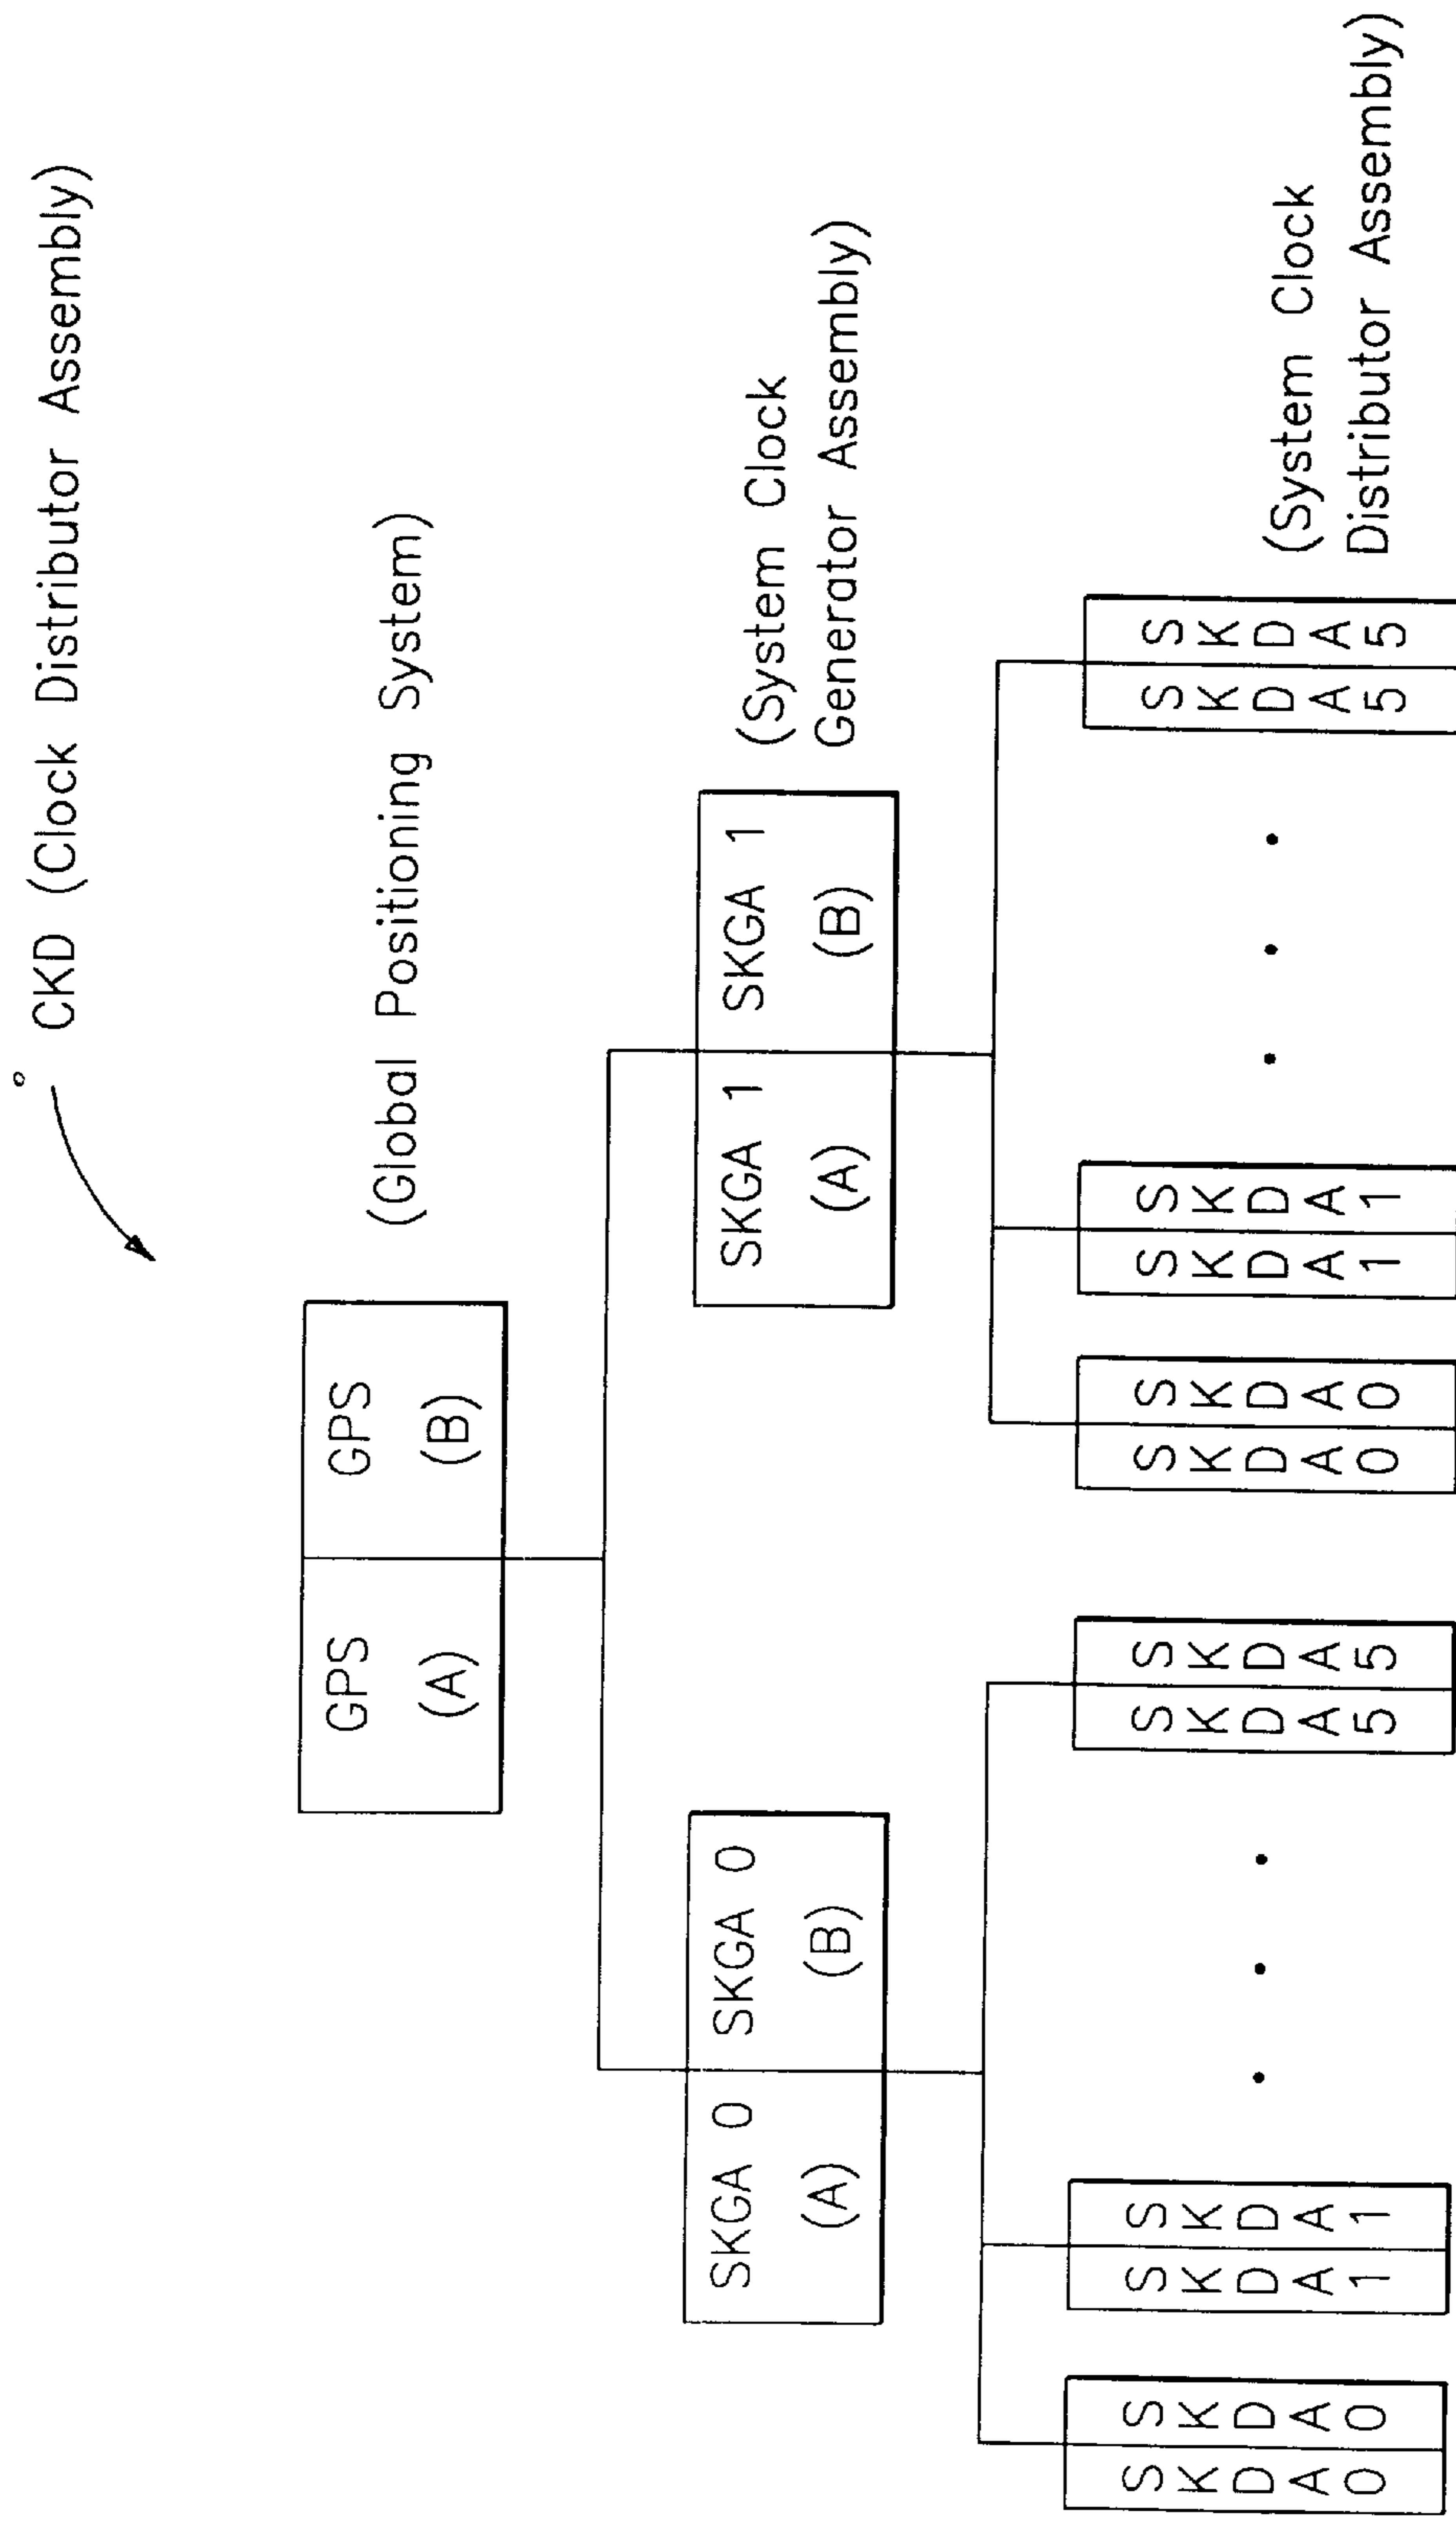 CKD (Clock Distributor Assembly)
GPS GPS
(A) (B)
(Global Positioning System)
SKGA 0 SKGA 0
(A) (B)
SKGA 1 SKGA 1
(A) (B)
(System Clock
Generator Assembly)
SKDA0 SKDA0
SKDA1 SKDA1
SKDA5 SKDA5
SKDA0 SKDA0
SKDA1 SKDA1
SKDA5 SKDA5
(System Clock
Distributor Assembly)